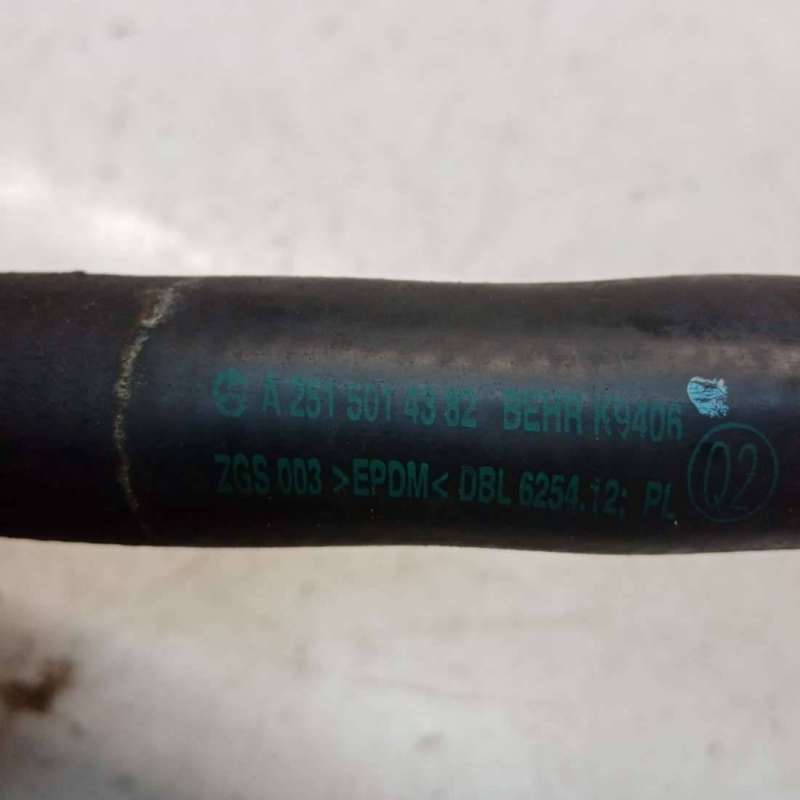 A 251 501 43 82 BEHR K9406
ZGS 003 >EPDM< DBL 6254.12; PL Q2